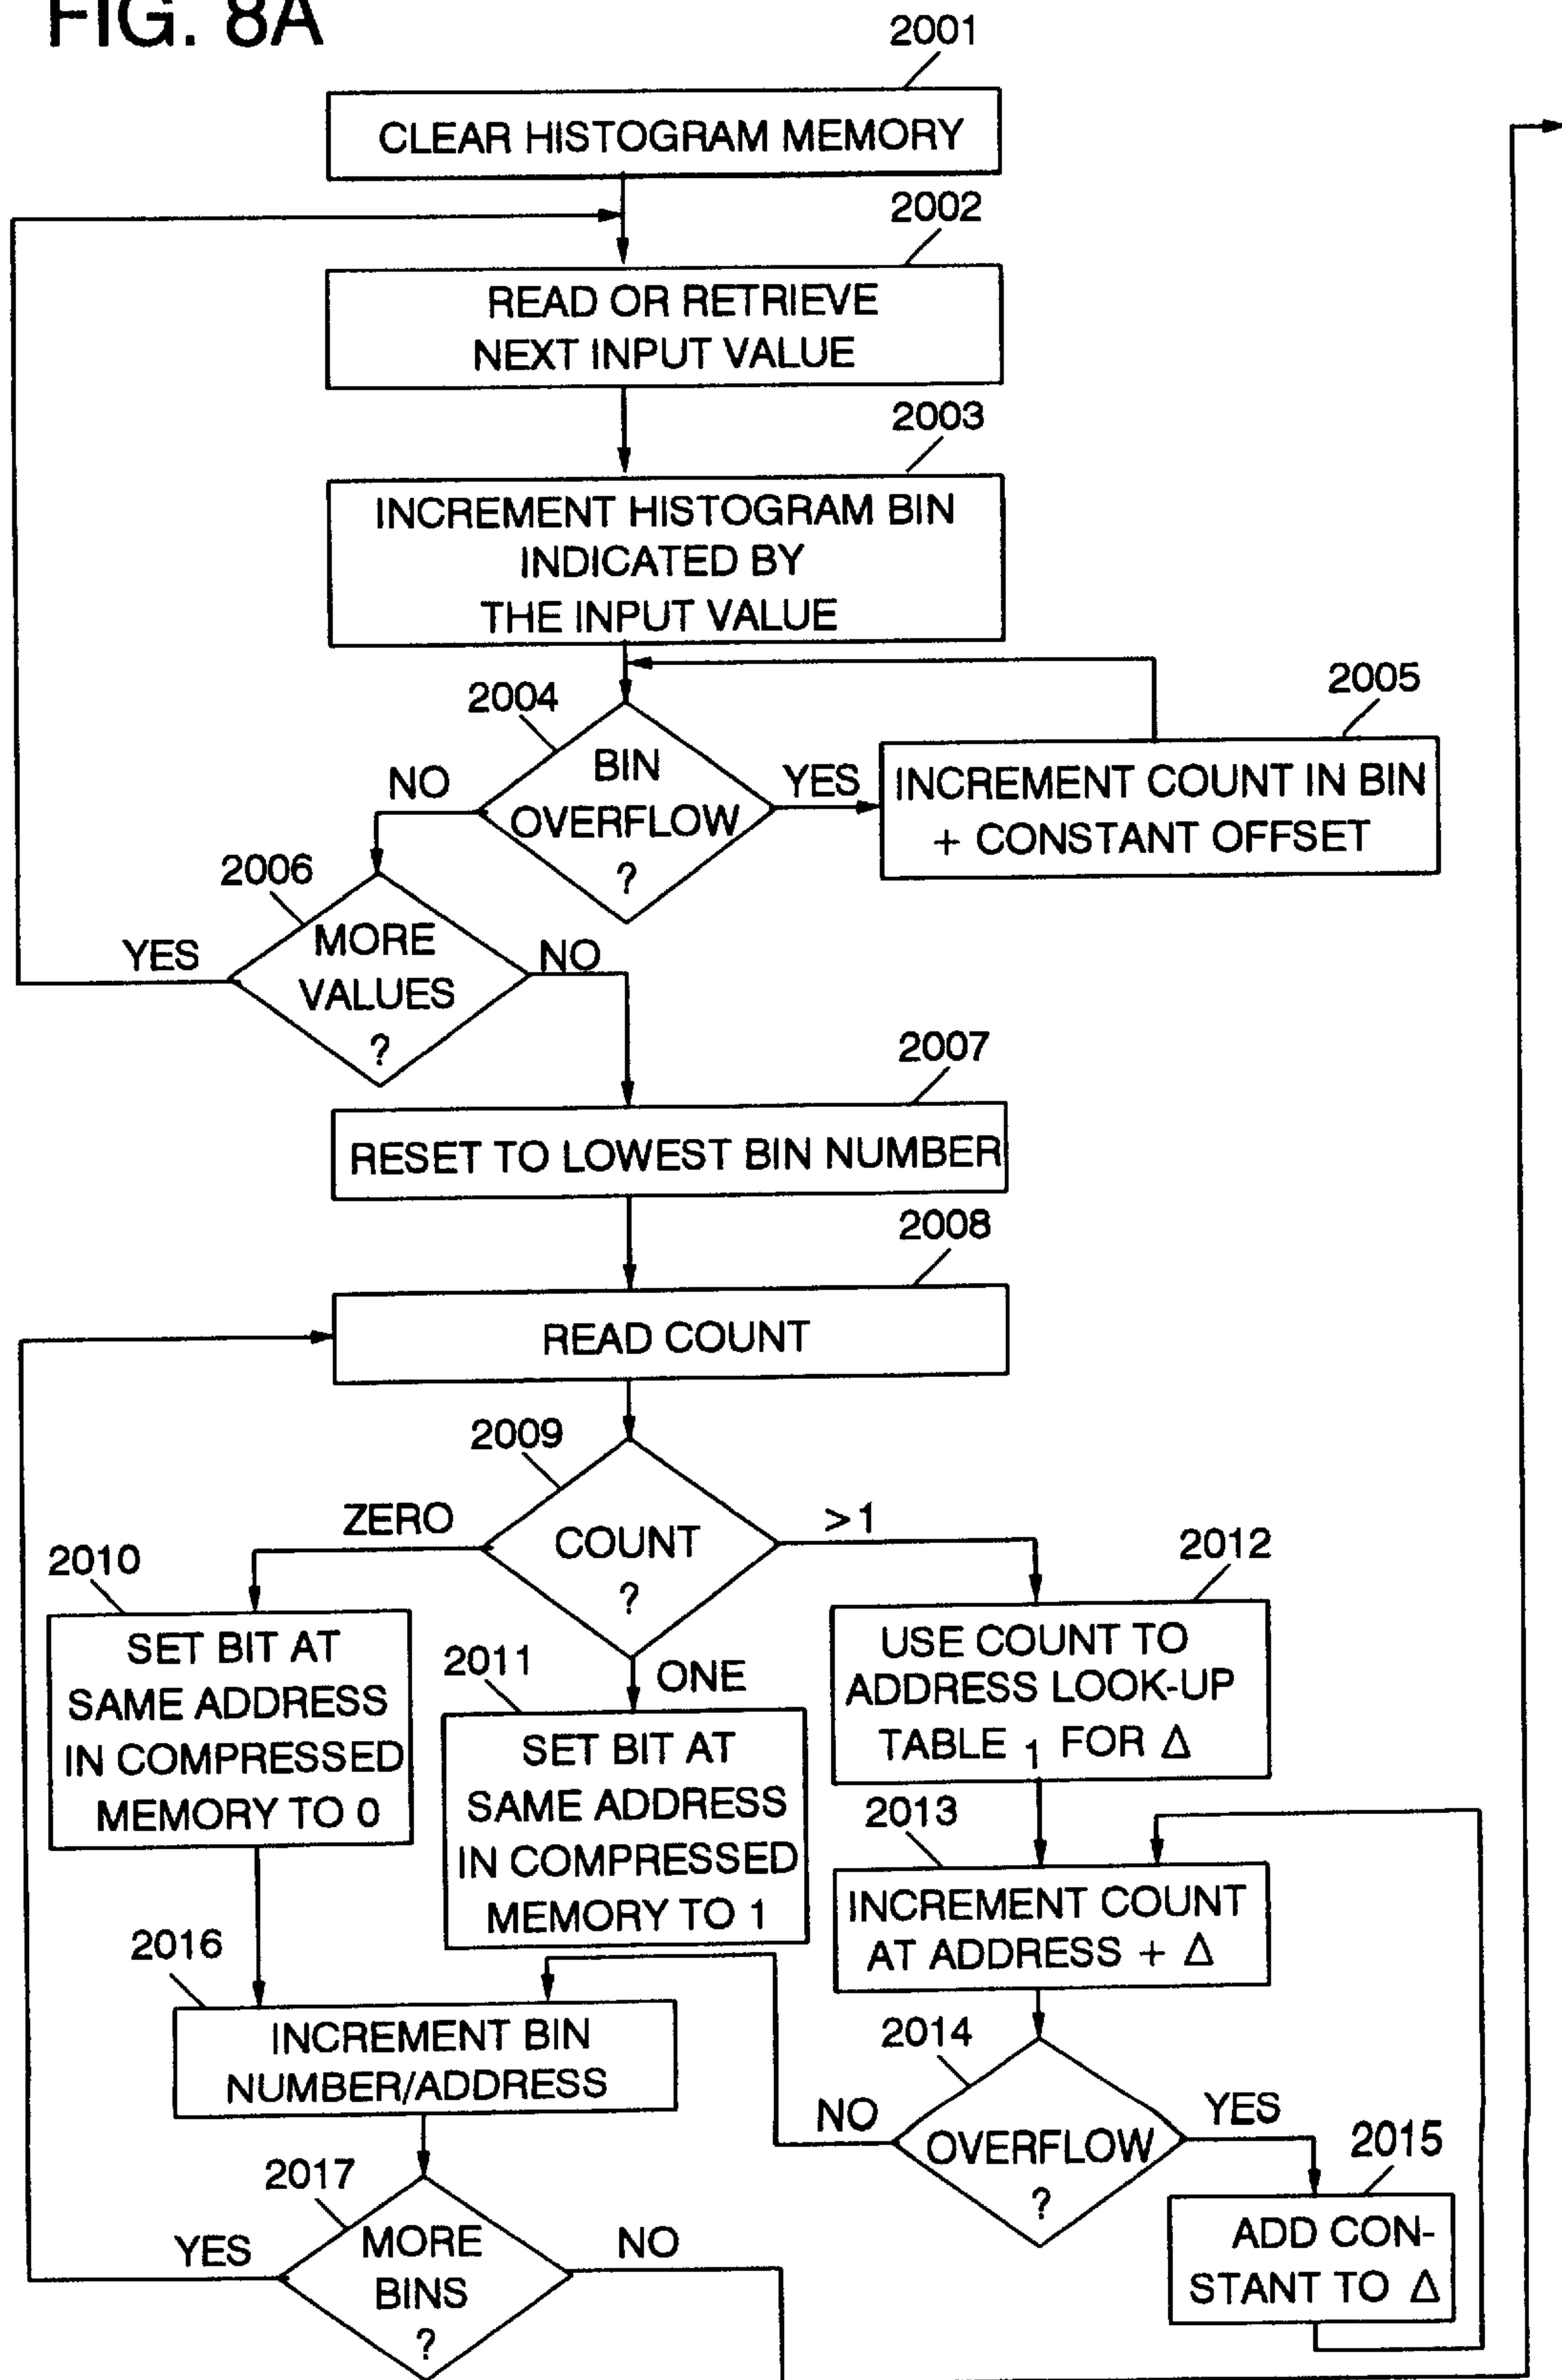 FIG. 8A
2001
CLEAR HISTOGRAM MEMORY
2002
READ OR RETRIEVE
NEXT INPUT VALUE
2003
INCREMENT HISTOGRAM BIN
INDICATED BY
THE INPUT VALUE
2004
BIN
OVERFLOW
?
NO
YES
2005
INCREMENT COUNT IN BIN
+ CONSTANT OFFSET
2006
MORE
VALUES
?
YES
NO
2007
RESET TO LOWEST BIN NUMBER
2008
READ COUNT
2009
COUNT
?
ZERO
>1
ONE
2010
SET BIT AT
SAME ADDRESS
IN COMPRESSED
MEMORY TO 0
2011
SET BIT AT
SAME ADDRESS
IN COMPRESSED
MEMORY TO 1
2012
USE COUNT TO
ADDRESS LOOK-UP
TABLE 1 FOR Δ
2013
INCREMENT COUNT
AT ADDRESS + Δ
2014
OVERFLOW
?
NO
YES
2015
ADD CON-
STANT TO Δ
2016
INCREMENT BIN
NUMBER/ADDRESS
2017
MORE
BINS
?
YES
NO